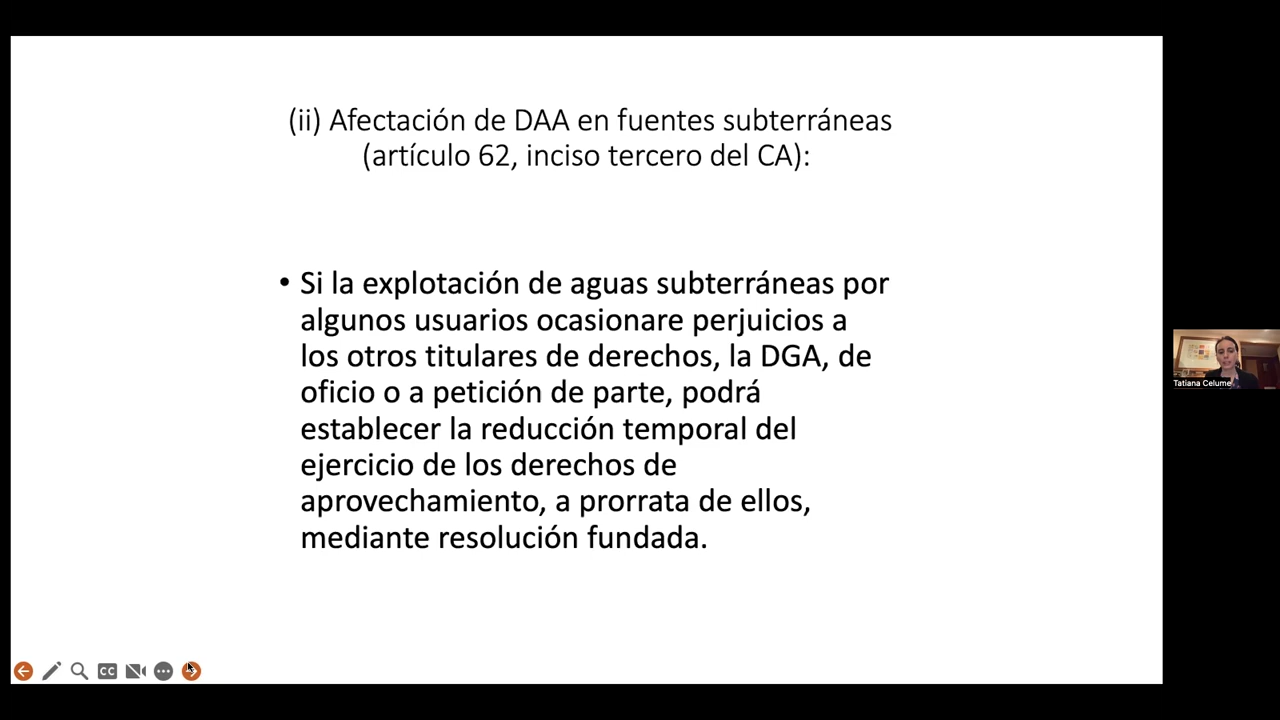 (ii) Afectación de DAA en fuentes subterráneas
(artículo 62, inciso tercero del CA):
• Si la explotación de aguas subterráneas por
algunos usuarios ocasionare perjuicios a
los otros titulares de derechos, la DGA, de
oficio o a petición de parte, podrá
establecer la reducción temporal del
ejercicio de los derechos de
aprovechamiento, a prorrata de ellos,
mediante resolución fundada.
Tatiana Celume
CC